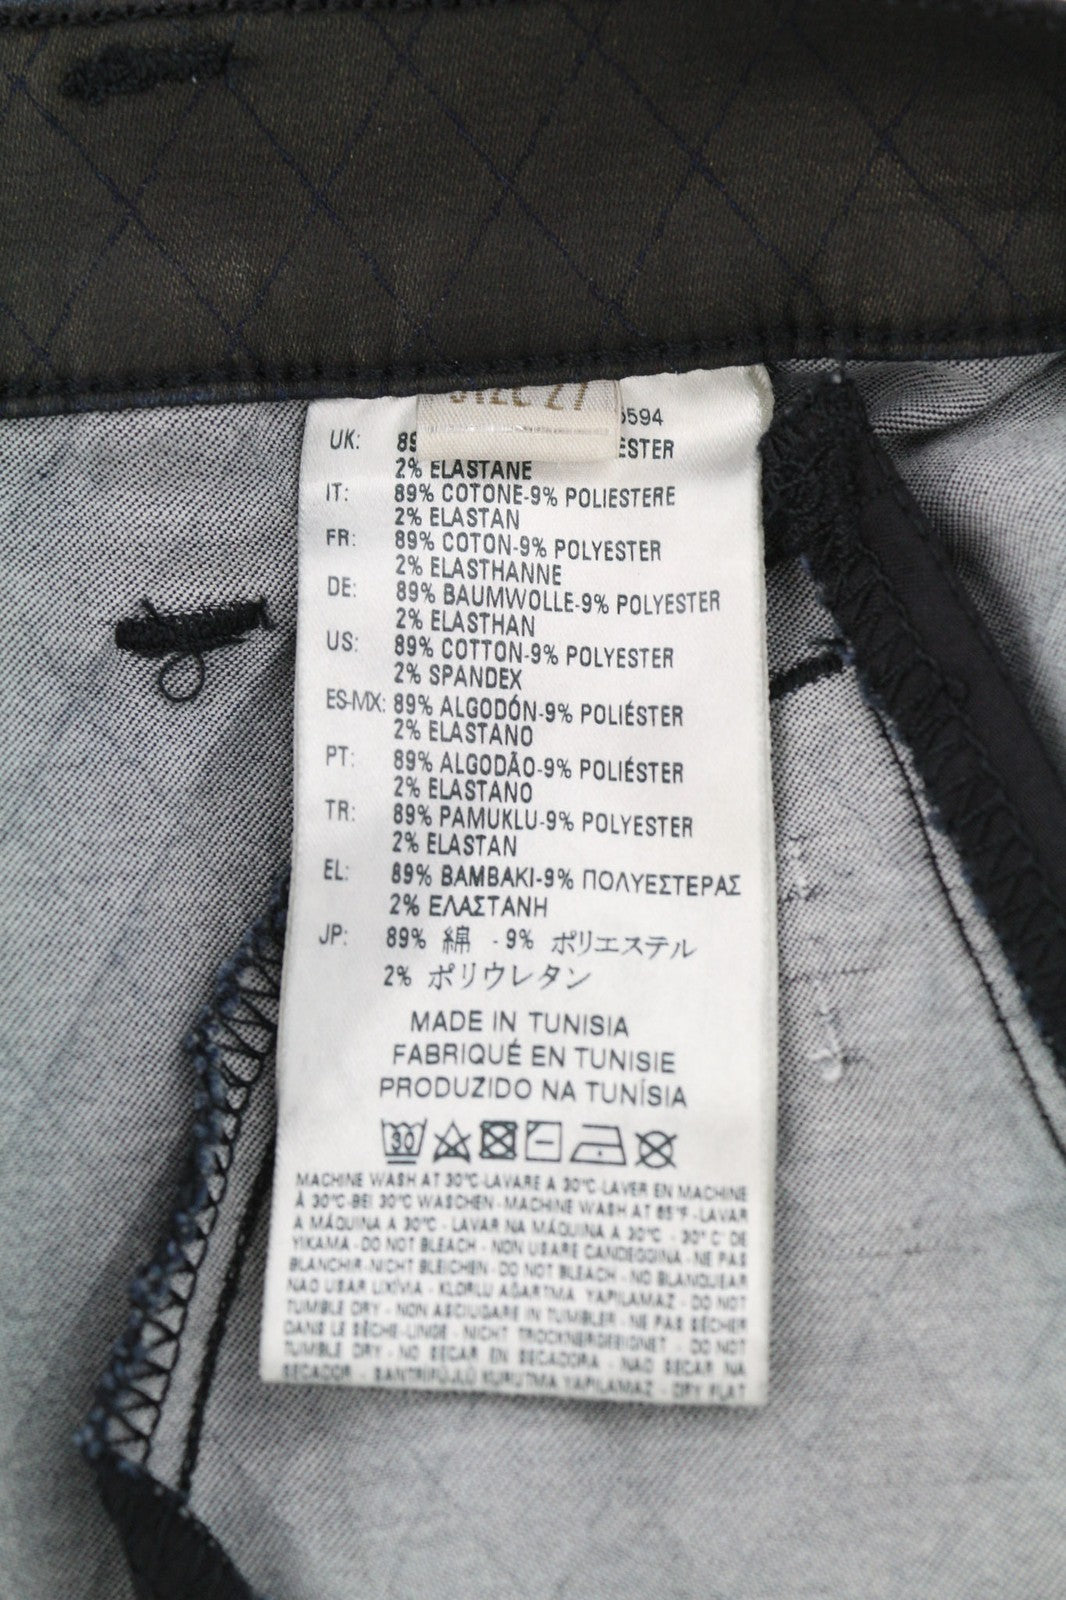 SIZE 27
5594
UK: 89 ESTER
2% ELASTANE
IT: 89% COTONE-9% POLIESTERE
2% ELASTAN
FR: 89% COTON-9% POLYESTER
2% ELASTHANNE
DE: 89% BAUMWOLLE-9% POLYESTER
2% ELASTHAN
US: 89% COTTON-9% POLYESTER
2% SPANDEX
ES-MX: 89% ALGODÓN-9% POLIÉSTER
2% ELASTANO
PT: 89% ALGODÃO-9% POLIÉSTER
2% ELASTANO
TR: 89% PAMUKLU-9% POLYESTER
2% ELASTAN
EL: 89% BAMBAKI-9% ΠΟΛΥΕΣΤΕΡΑΣ
2% ΕΛΑΣΤΑΝΗ
JP: 89% 綿 -9% ポリエステル
2% ポリウレタン
MADE IN TUNISIA
FABRIQUÉ EN TUNISIE
PRODUZIDO NA TUNÍSIA
30
MACHINE WASH AT 30°C-LAVARE A 30°C-LAVER EN MACHINE
À 30°C-BEI 30°C WASCHEN - MACHINE WASH AT 85°F - LAVAR
A MÁQUINA A 30°C - LAVAR NA MÁQUINA A 30°C - 30° C' DE
YIKAMA - DO NOT BLEACH - NON USARE CANDEGGINA - NE PAS
BLANCHIR-NICHT BLEICHEN - DO NOT BLEACH - NO BLANQUEAR
NAO USAR LIXÍVIA - KLORLU AGARTMA YAPILAMAZ - DO NOT
TUMBLE DRY - NON ASCIUGARE IN TUMBLER - NE PAS SÉCHER
DANS LE SÈCHE-LINGE - NICHT TROCKNERGEEIGNET - DO NOT
TUMBLE DRY - NO SECAR EN SECADORA - NAO SECAR NA
SECADOR - SANTRIFÜJLÜ KURUTMA YAPILAMAZ - DRY FLAT